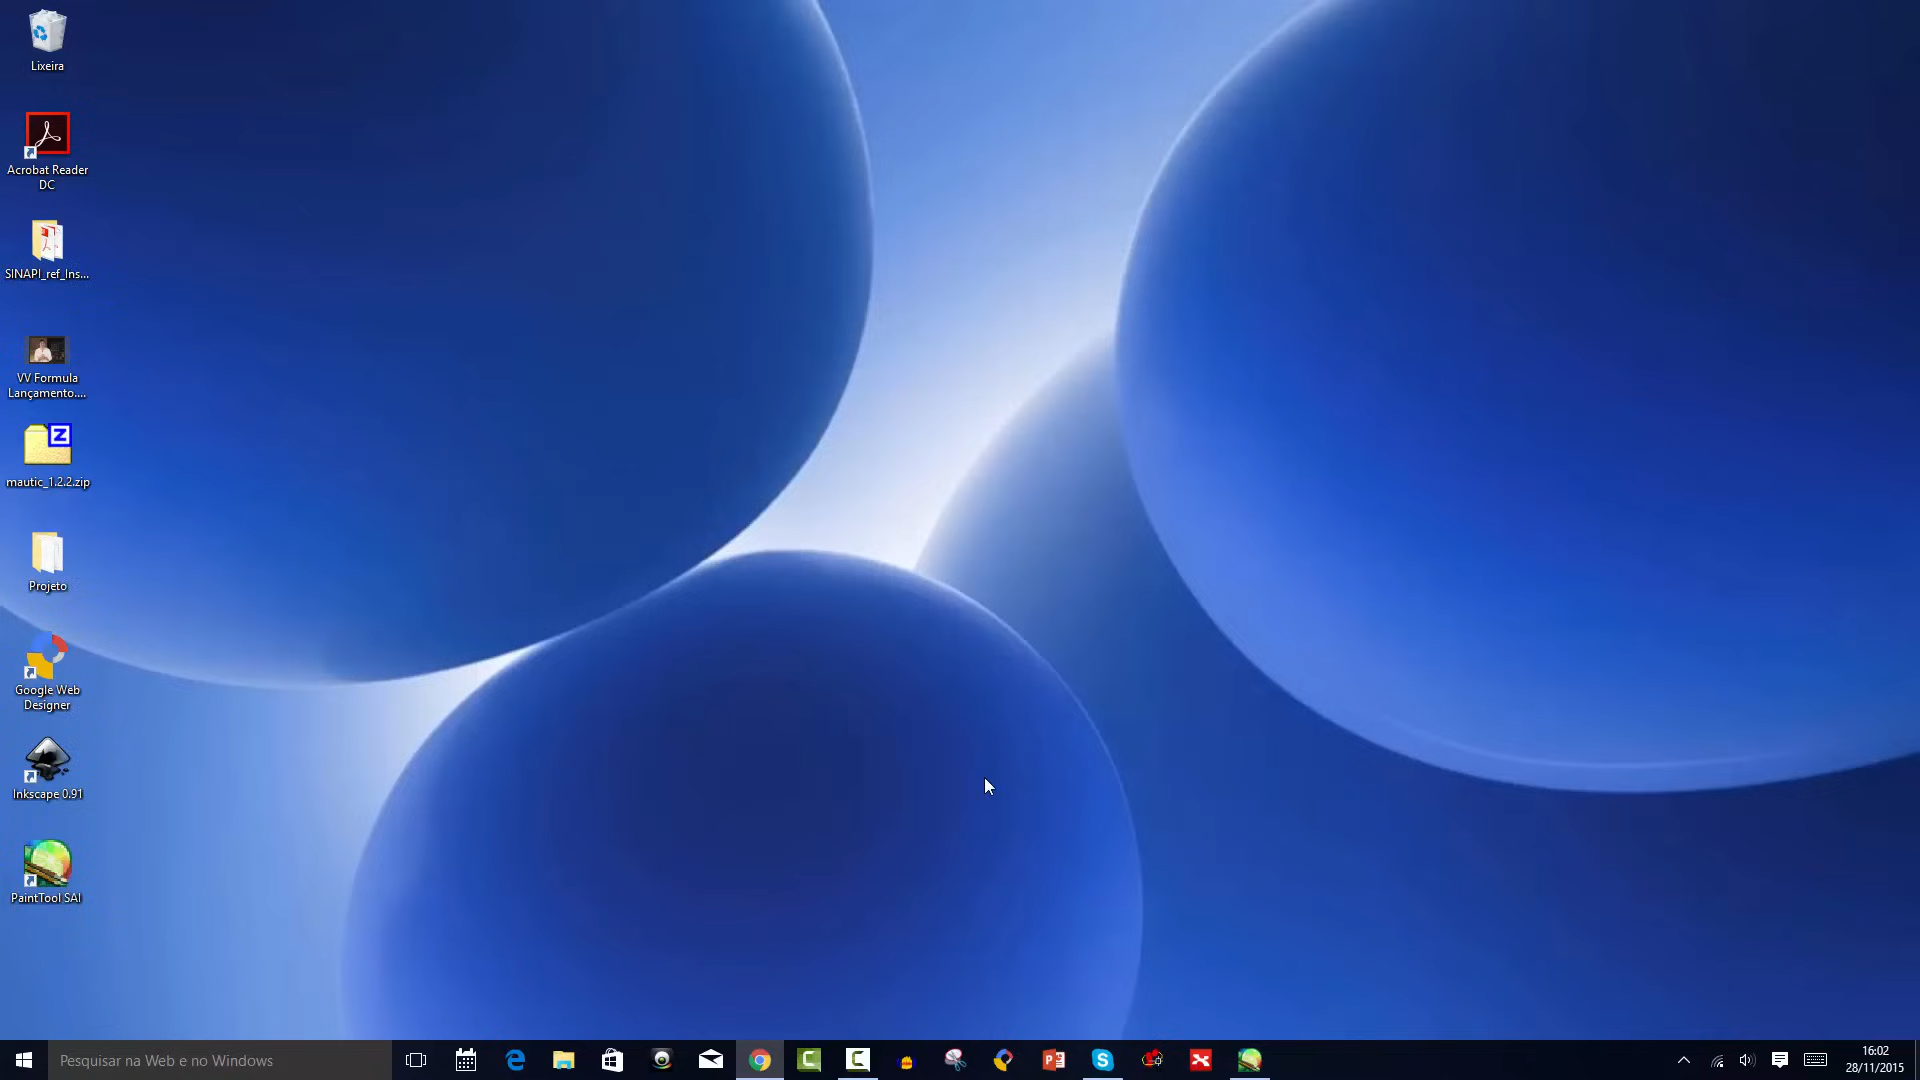 Lixeira
Acrobat Reader
DC
SINAPI_ref_Ins...
VV Formula
Lançamento....
Z
mautic_1.2.2.zip
Projeto
Google Web
Designer
Inkscape 0.91
PaintTool SAI
Pesquisar na Web e no Windows
16:02
28/11/2015